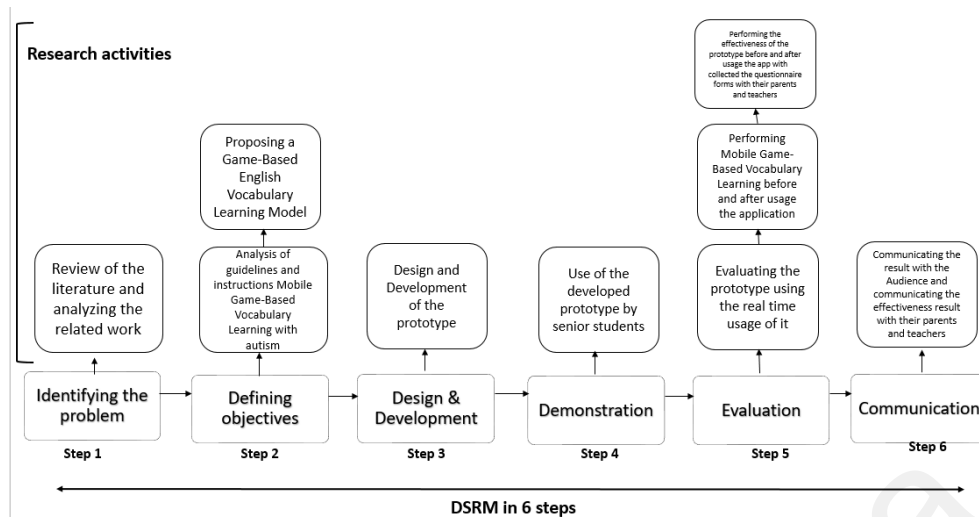 Research activities
Performing the
effectiveness of the
prototype before and after
usage the app with
collected the questionnaire
forms with their parents
and teachers
Proposing a
Game-Based
English
Vocabulary
Learning Model
Performing
Mobile Game-
Based Vocabulary
Learning before
and after usage
the application
Review of the
literature and
analyzing the
related work
Analysis of
guidelines and
instructions Mobile
Game-Based
Vocabulary
Learning with
autism
Design and
Development
of the
prototype
Use of the
developed
prototype by
senior students
Evaluating the
prototype using
the real time
usage of it
Communicating the
result with the
Audience and
communicating the
effectiveness result
with their parents
and teachers
Identifying the
problem
Defining
objectives
Design &
Development
Demonstration
Evaluation
Communication
Step 1
Step 2
Step 3
Step 4
Step 5
Step 6
DSRM in 6 steps